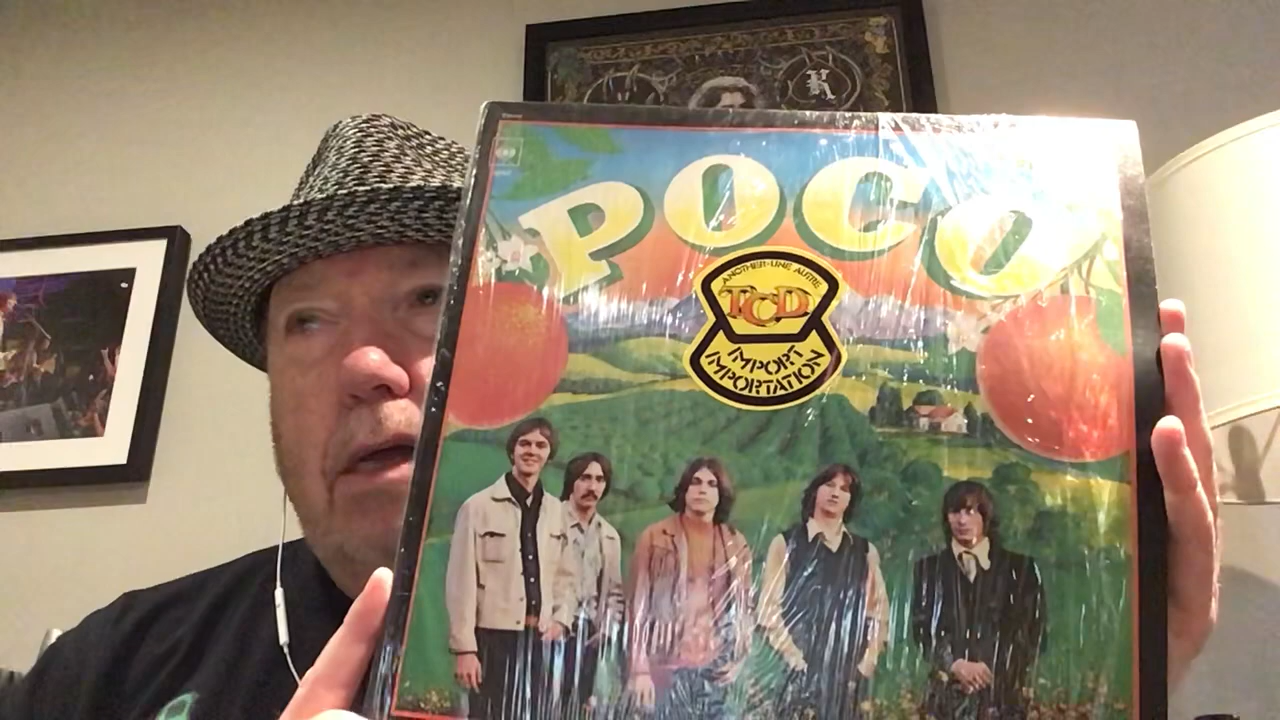 K
POCO
ANOTHER-UNE AUTRE
TCD
IMPORT
IMPORTATION